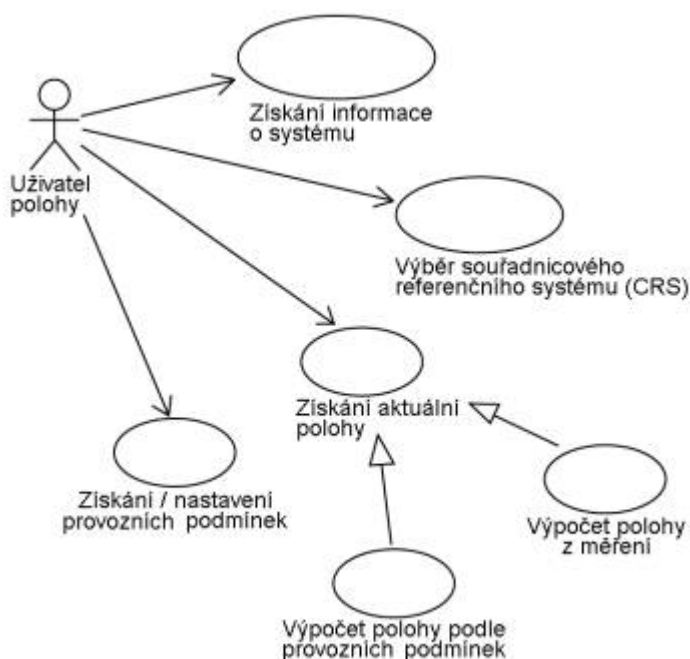 Získání informace
o systému
Uživatel
polohy
Výběr souřadnicového
referenčního systému (CRS)
Získání aktuální
polohy
Získání / nastavení
provozních podmínek
Výpočet polohy
z měření
Výpočet polohy podle
provozních podmínek